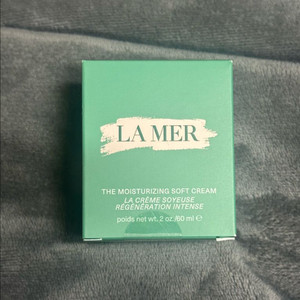 LA MER
THE MOISTURIZING SOFT CREAM
LA CRÈME SOYEUSE
RÉGÉNÉRATION INTENSE
poids net wt. 2 oz./60 ml ℮